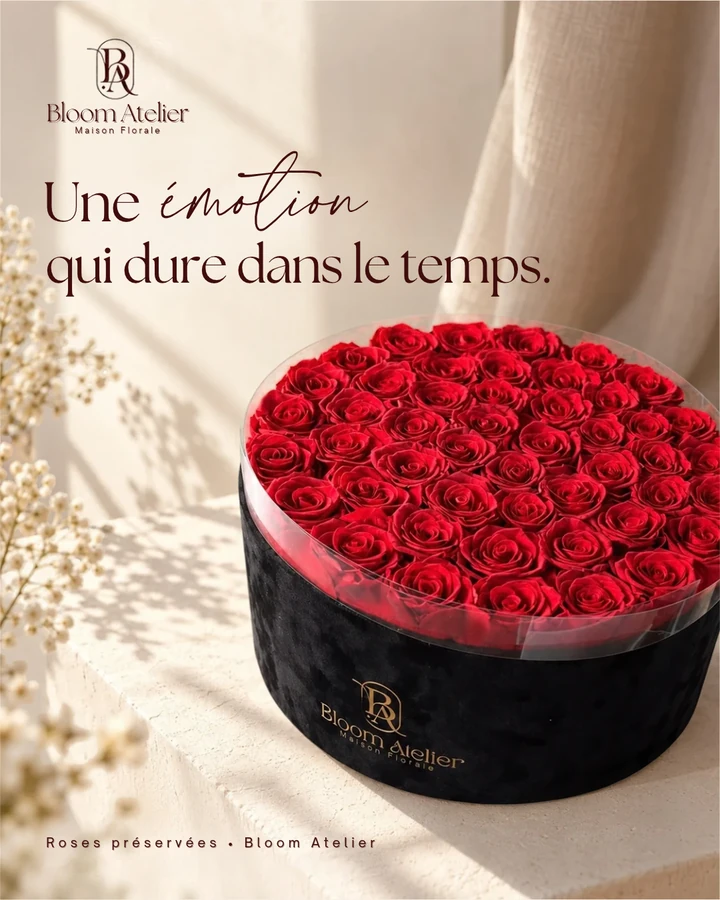 BA
Bloom Atelier
Maison Florale
Une émotion
qui dure dans le temps.
BA
Bloom Atelier
Maison Florale
Roses préservées • Bloom Atelier